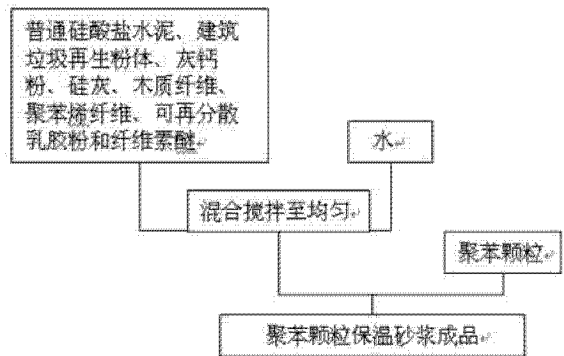 普通硅酸盐水泥、建筑
垃圾再生粉体、灰钙
粉、硅灰、木质纤维、
聚苯烯纤维、可再分散
乳胶粉和纤维素醚
水
混合搅拌至均匀
聚苯颗粒
聚苯颗粒保温砂浆成品